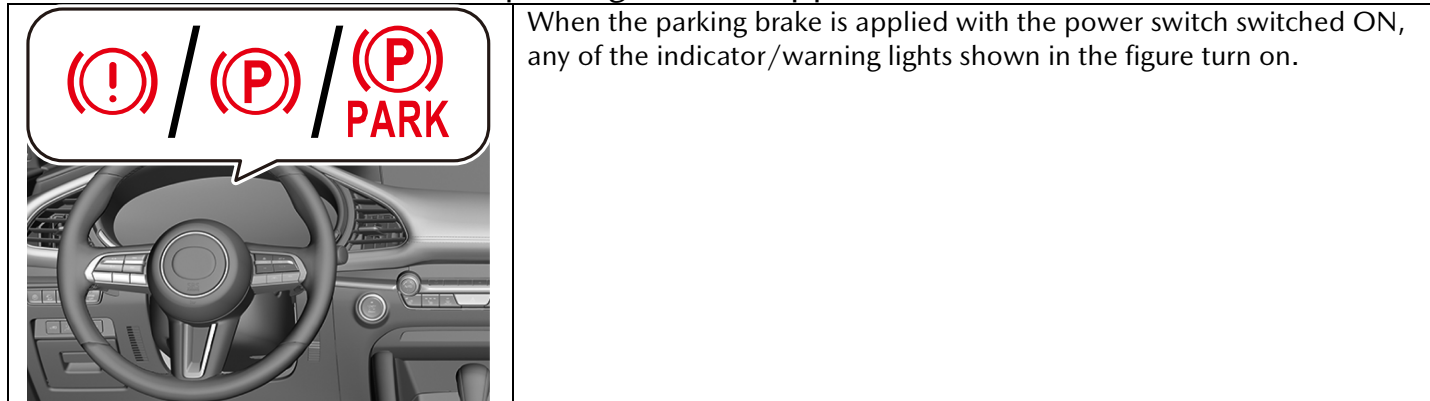 When the parking brake is applied with the power switch switched ON,
any of the indicator/warning lights shown in the figure turn on.
(!) / (P) / (P)
PARK